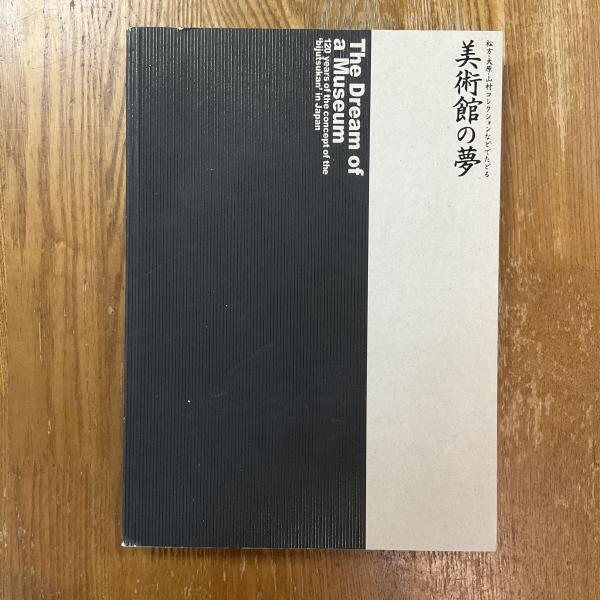 松方・大原・山村コレクションなどでたどる
美術館の夢
The Dream of
a Museum
120 years of the concept of the
'bijutsukan' in Japan